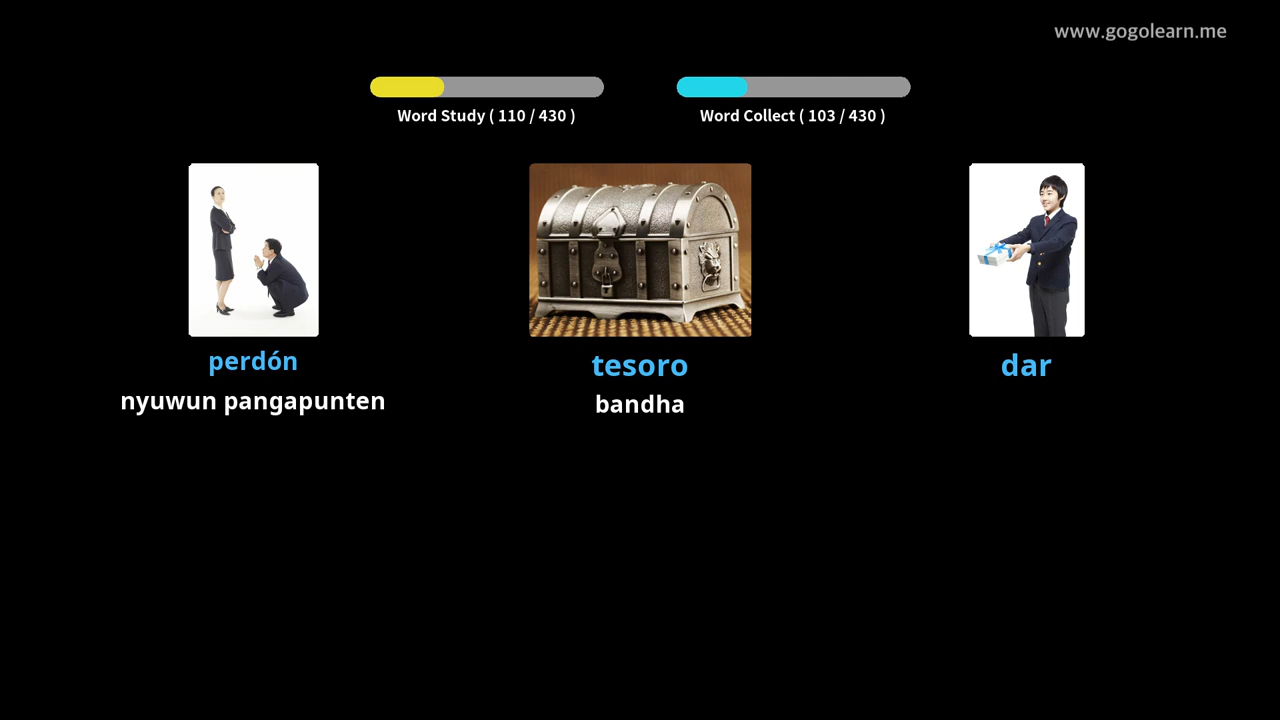 www.gogolearn.me
Word Study ( 110 / 430 )
Word Collect ( 103 / 430 )
perdón
tesoro
dar
nyuwun pangapunten
bandha